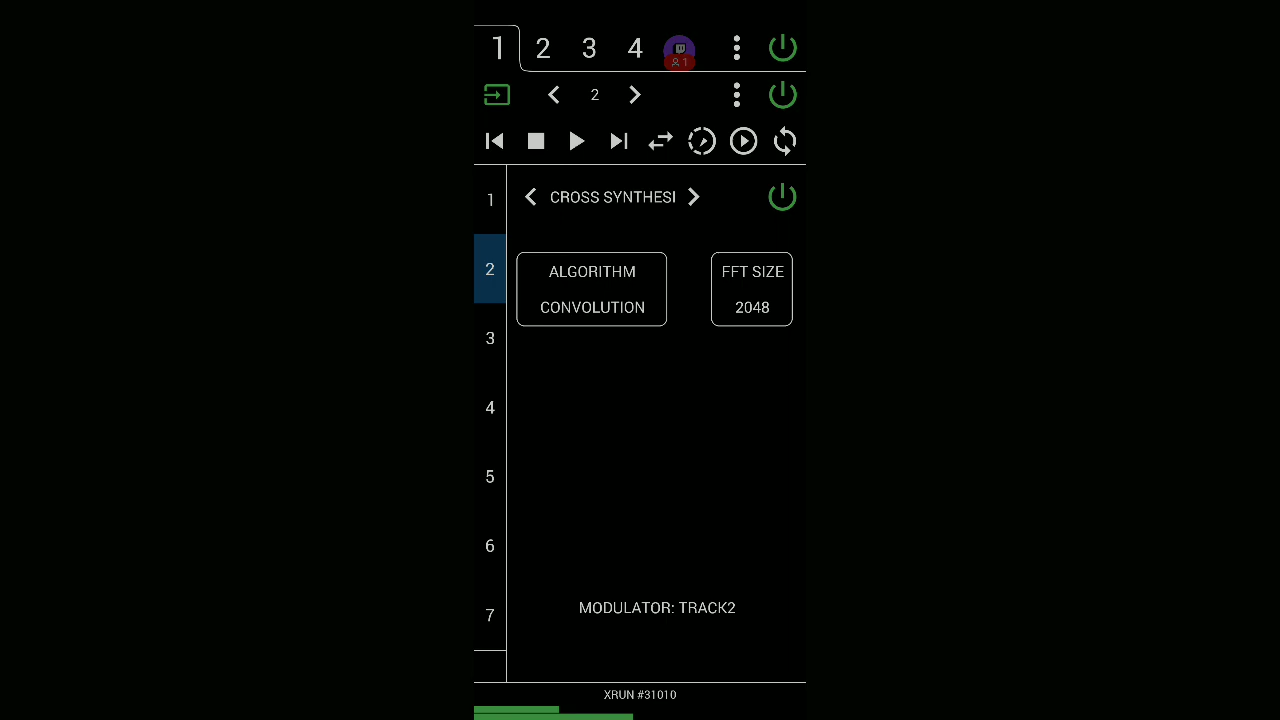 1 2 3 4 1
2
1 CROSS SYNTHESI
2
ALGORITHM FFT SIZE
CONVOLUTION 2048
3
4
5
6
MODULATOR: TRACK2
7
XRUN #31010